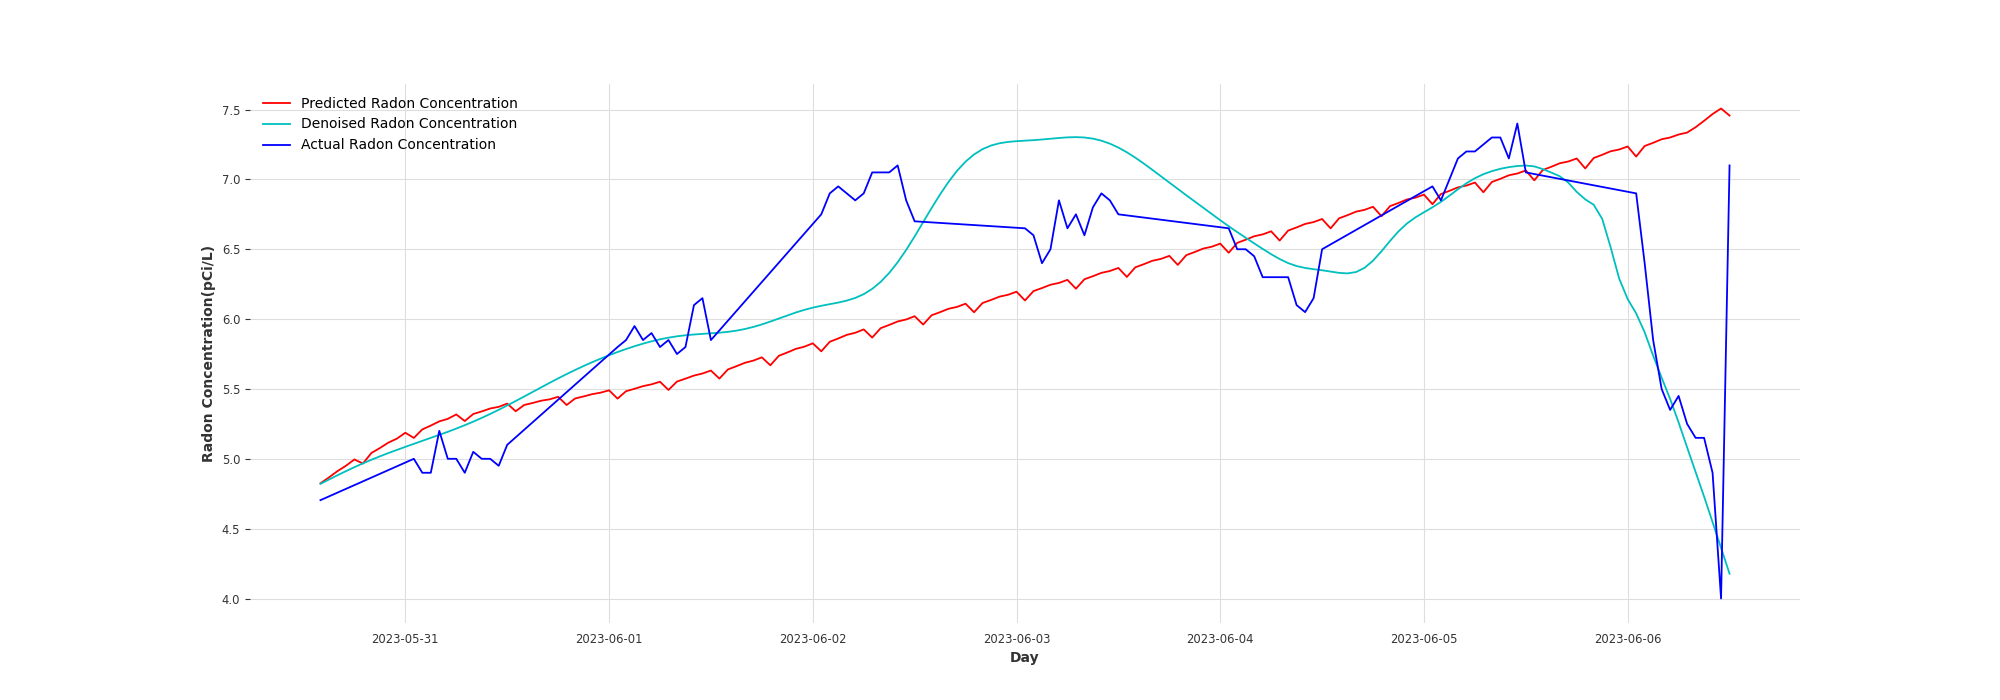 Predicted Radon Concentration
Denoised Radon Concentration
Actual Radon Concentration
7.5
7.0
6.5
6.0
5.5
5.0
4.5
4.0
Radon Concentration(pCi/L)
2023-05-31 2023-06-01 2023-06-02 2023-06-03 2023-06-04 2023-06-05 2023-06-06
Day